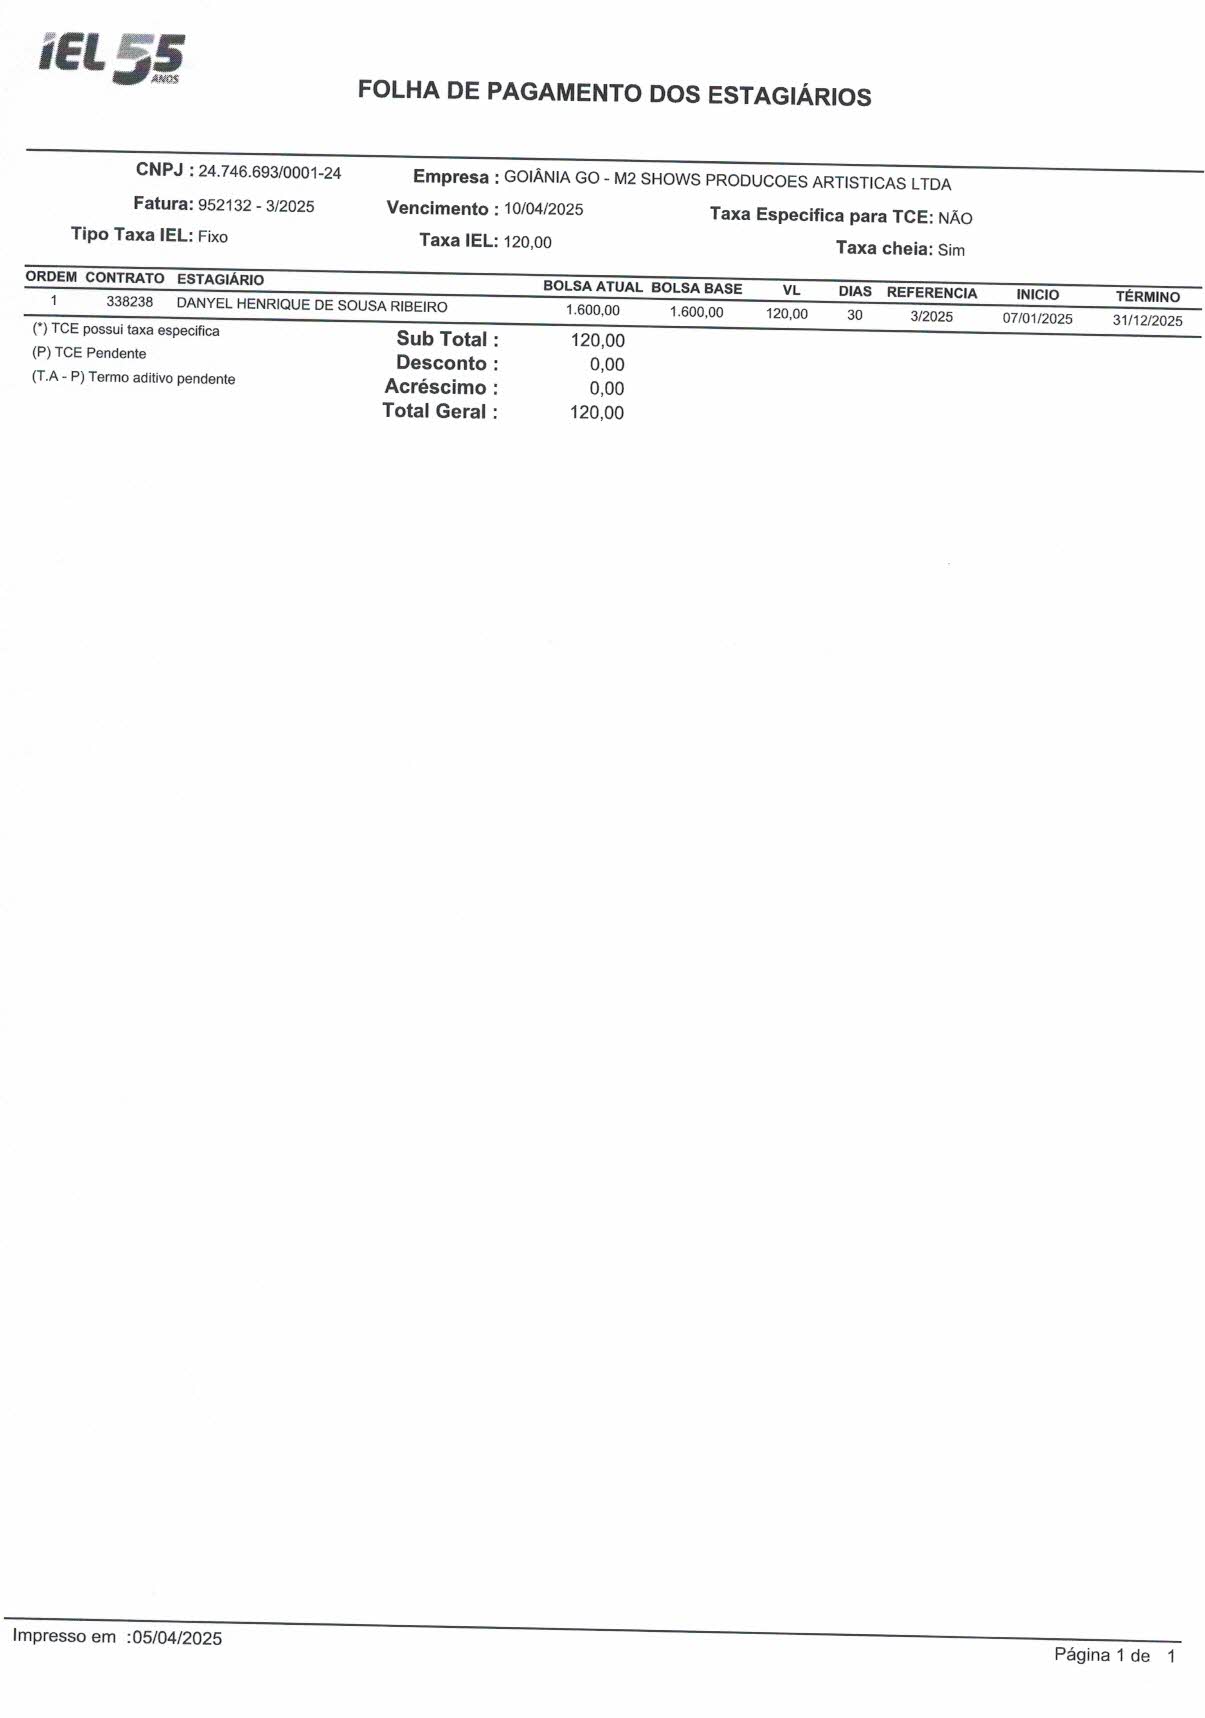 iEL 55
ANOS
FOLHA DE PAGAMENTO DOS ESTAGIÁRIOS
CNPJ : 24.746.693/0001-24 Empresa : GOIÂNIA GO - M2 SHOWS PRODUCOES ARTISTICAS LTDA
Fatura: 952132 - 3/2025 Vencimento : 10/04/2025 Taxa Especifica para TCE: NÃO
Tipo Taxa IEL: Fixo Taxa IEL: 120,00 Taxa cheia: Sim
ORDEM CONTRATO ESTAGIÁRIO BOLSA ATUAL BOLSA BASE VL DIAS REFERENCIA INICIO TÉRMINO
1 338238 DANYEL HENRIQUE DE SOUSA RIBEIRO 1.600,00 1.600,00 120,00 30 3/2025 07/01/2025 31/12/2025
(*) TCE possui taxa especifica Sub Total : 120,00
(P) TCE Pendente Desconto : 0,00
(T.A - P) Termo aditivo pendente Acréscimo : 0,00
Total Geral : 120,00
Impresso em :05/04/2025
Página 1 de 1